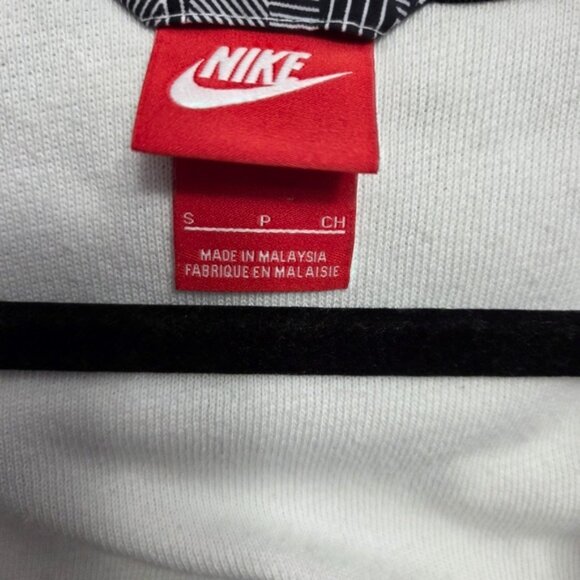 NIKE
S P CH
MADE IN MALAYSIA
FABRIQUE EN MALAISIE